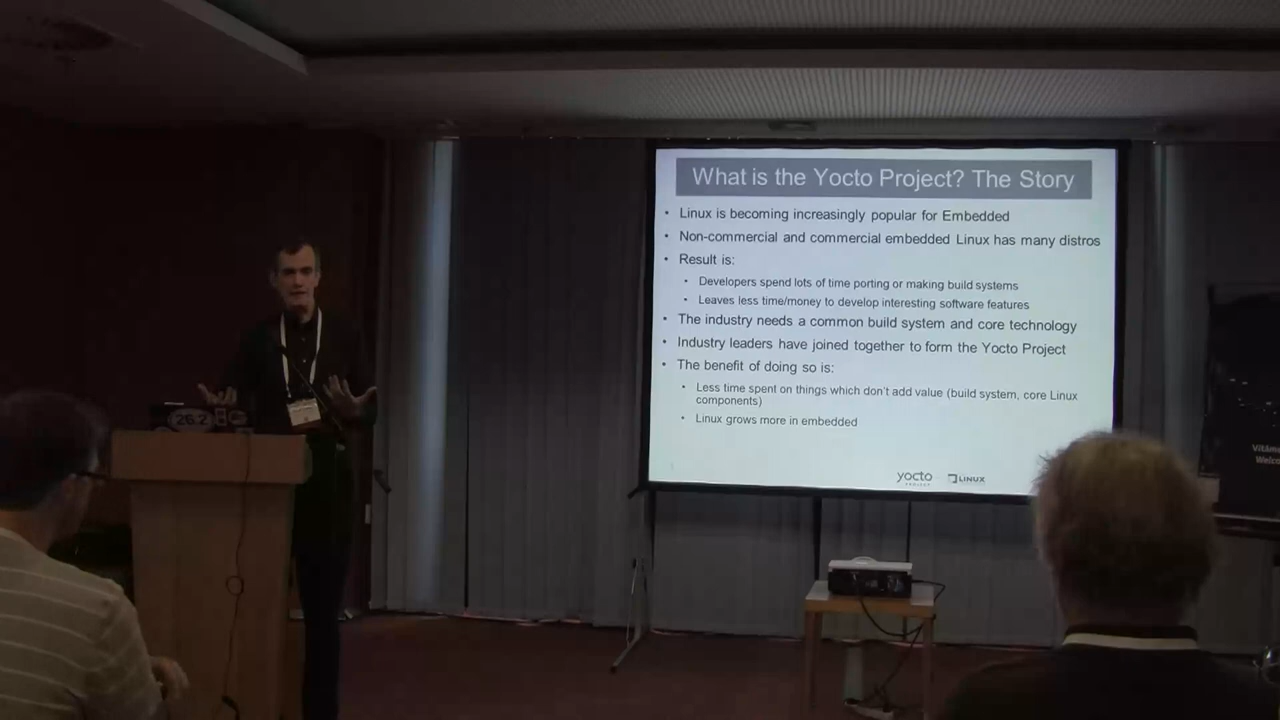 What is the Yocto Project? The Story
• Linux is becoming increasingly popular for Embedded
• Non-commercial and commercial embedded Linux has many distros
• Result is:
• Developers spend lots of time porting or making build systems
• Leaves less time/money to develop interesting software features
• The industry needs a common build system and core technology
• Industry leaders have joined together to form the Yocto Project
• The benefit of doing so is:
• Less time spent on things which don't add value (build system, core Linux
components)
• Linux grows more in embedded
yocto
PROJECT
LINUX
26.2